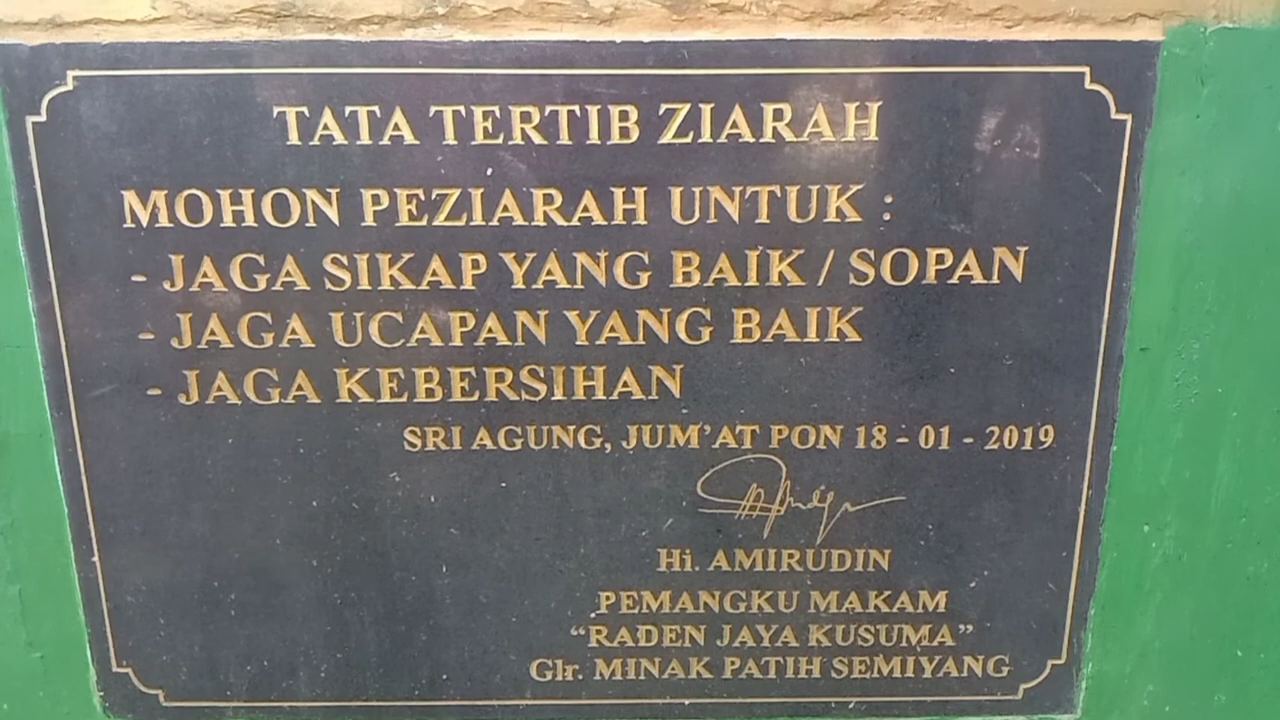 TATA TERTIB ZIARAH
MOHON PEZIARAH UNTUK :
- JAGA SIKAP YANG BAIK / SOPAN
- JAGA UCAPAN YANG BAIK
- JAGA KEBERSIHAN
SRI AGUNG, JUM'AT PON 18 - 01 - 2019
Hi. AMIRUDIN
PEMANGKU MAKAM
“RADEN JAYA KUSUMA”
Glr. MINAK PATIH SEMIYANG